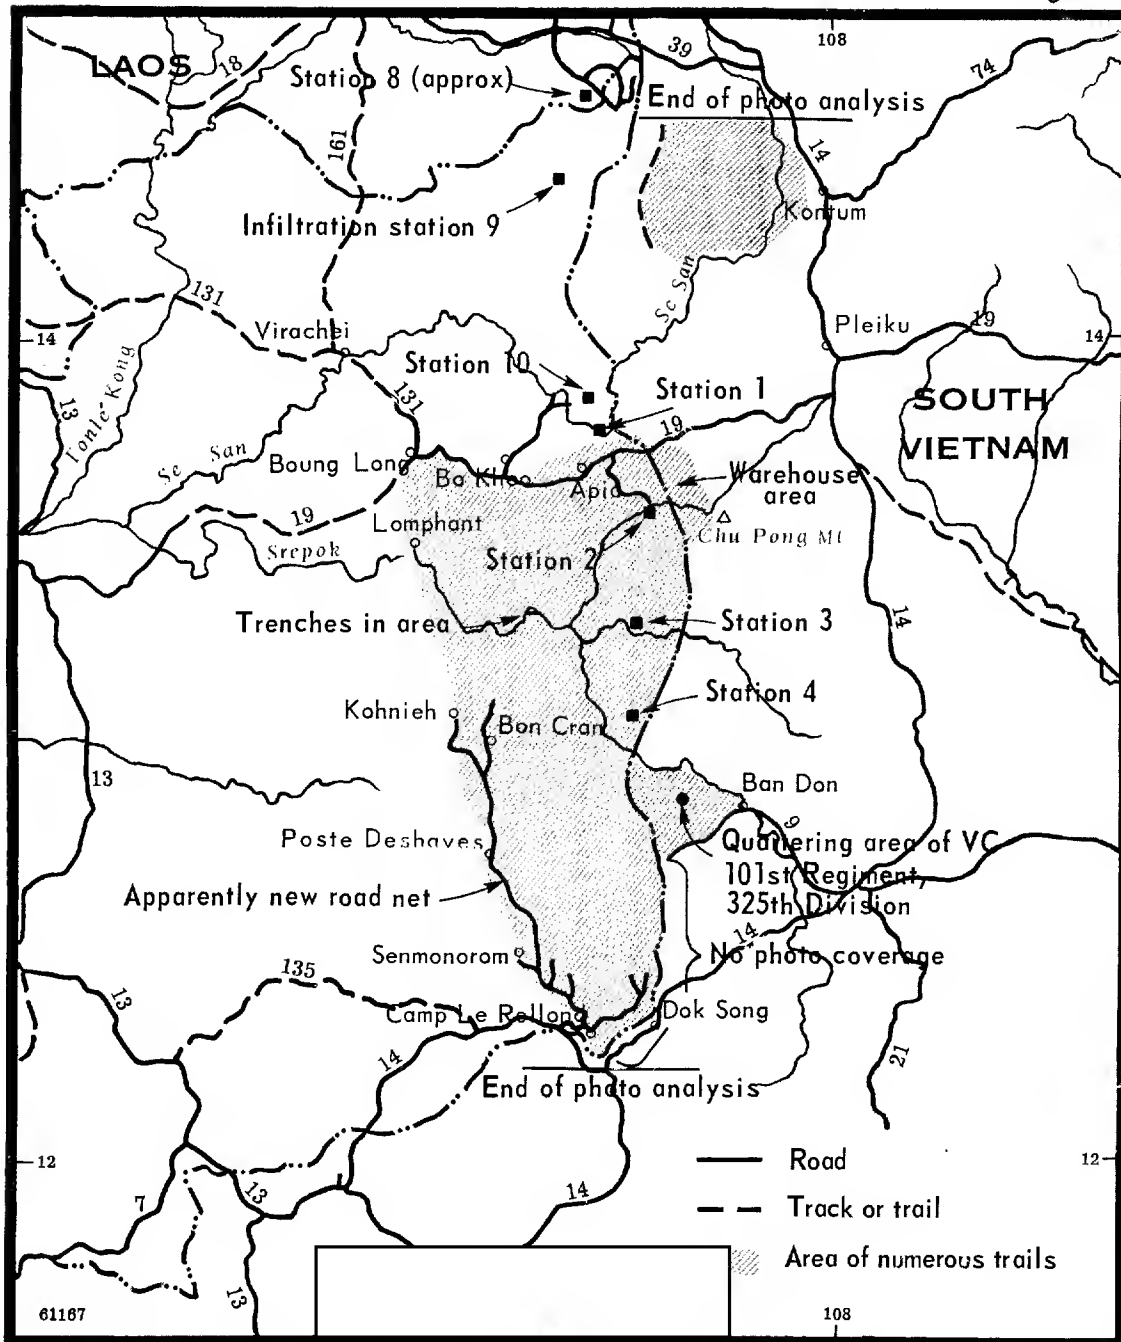 108
39
LAOS
18
74
Station 8 (approx)
End of photo analysis
161
14
Kontum
Infiltration station 9
Se San
131
19
14
Virachei
Pleiku
14
Station 10
Station 1
131
SOUTH
VIETNAM
13
Tonle Kong
19
Se San
Boung Long
Ba Kheo
Apia
Warehouse
area
19
Lomphant
Srepok
Chu Pong Mt
Station 2
Trenches in area
Station 3
14
Station 4
Kohnieh
Bon Cran
13
Ban Don
9
Poste Deshayes
Quartering area of VC
101st Regiment,
325th Division
Apparently new road net
14
No photo coverage
Senmonorom
135
13
Camp Le Rolland
Dok Song
14
21
End of photo analysis
12
Road
12
7
13
14
Track or trail
Area of numerous trails
13
61167
108